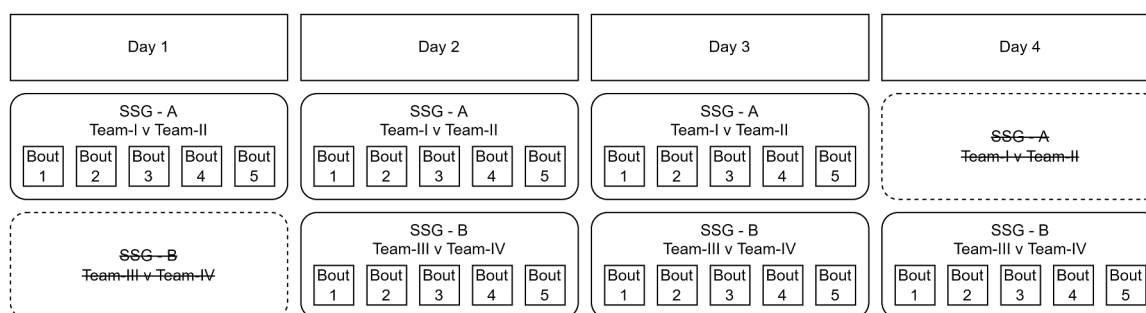 Day 1
Day 2
Day 3
Day 4
SSG - A
Team-I v Team-II
Bout 1
Bout 2
Bout 3
Bout 4
Bout 5
SSG - A
Team-I v Team-II
Bout 1
Bout 2
Bout 3
Bout 4
Bout 5
SSG - A
Team-I v Team-II
Bout 1
Bout 2
Bout 3
Bout 4
Bout 5
SSG - A
Team-I v Team-II
SSG - B
Team-III v Team-IV
SSG - B
Team-III v Team-IV
Bout 1
Bout 2
Bout 3
Bout 4
Bout 5
SSG - B
Team-III v Team-IV
Bout 1
Bout 2
Bout 3
Bout 4
Bout 5
SSG - B
Team-III v Team-IV
Bout 1
Bout 2
Bout 3
Bout 4
Bout 5